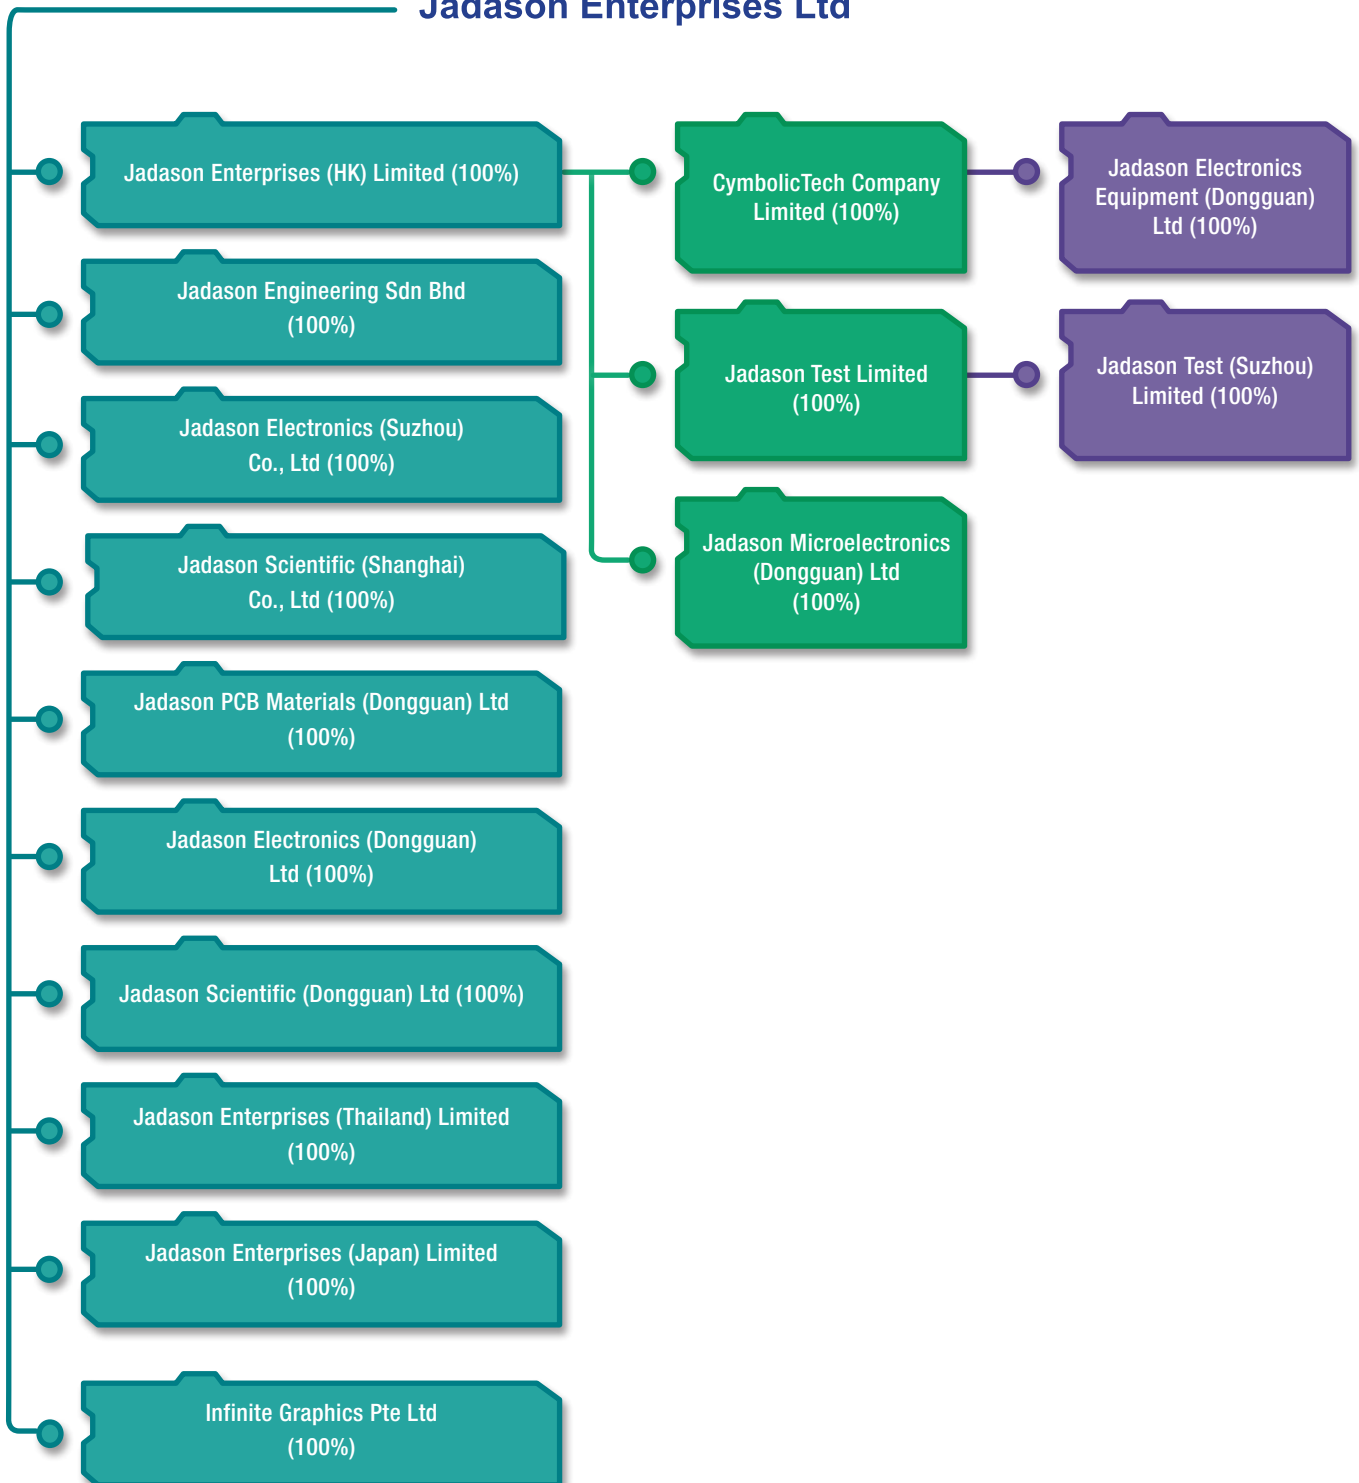 Jadason Enterprises Ltd
Jadason Enterprises (HK) Limited (100%)
CymbolicTech Company
Limited (100%)
Jadason Electronics
Equipment (Dongguan)
Ltd (100%)
Jadason Engineering Sdn Bhd
(100%)
Jadason Test Limited
(100%)
Jadason Test (Suzhou)
Limited (100%)
Jadason Electronics (Suzhou)
Co., Ltd (100%)
Jadason Microelectronics
(Dongguan) Ltd
(100%)
Jadason Scientific (Shanghai)
Co., Ltd (100%)
Jadason PCB Materials (Dongguan) Ltd
(100%)
Jadason Electronics (Dongguan)
Ltd (100%)
Jadason Scientific (Dongguan) Ltd (100%)
Jadason Enterprises (Thailand) Limited
(100%)
Jadason Enterprises (Japan) Limited
(100%)
Infinite Graphics Pte Ltd
(100%)